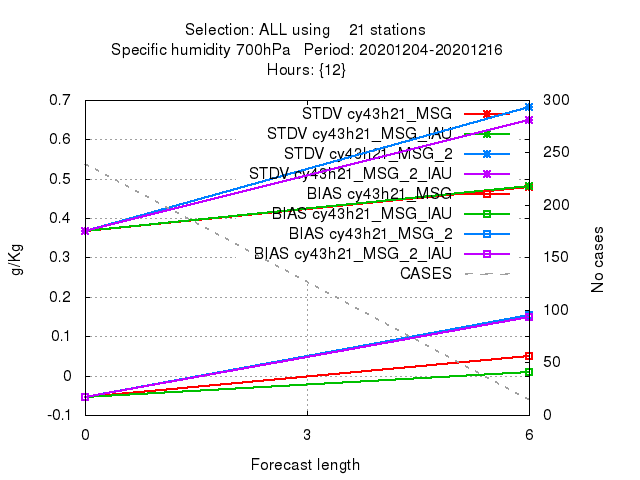 Selection: ALL using 21 stations
Specific humidity 700hPa Period: 20201204-20201216
Hours: {12}
0.7
0.6
0.5
0.4
0.3
0.2
0.1
0
-0.1
g/Kg
STDV cy43h21_MSG
STDV cy43h21_MSG_IAU
STDV cy43h21_MSG_2
STDV cy43h21_MSG_2_IAU
BIAS cy43h21_MSG
BIAS cy43h21_MSG_IAU
BIAS cy43h21_MSG_2
BIAS cy43h21_MSG_2_IAU
CASES
300
250
200
150
100
50
0
No cases
0 3 6
Forecast length